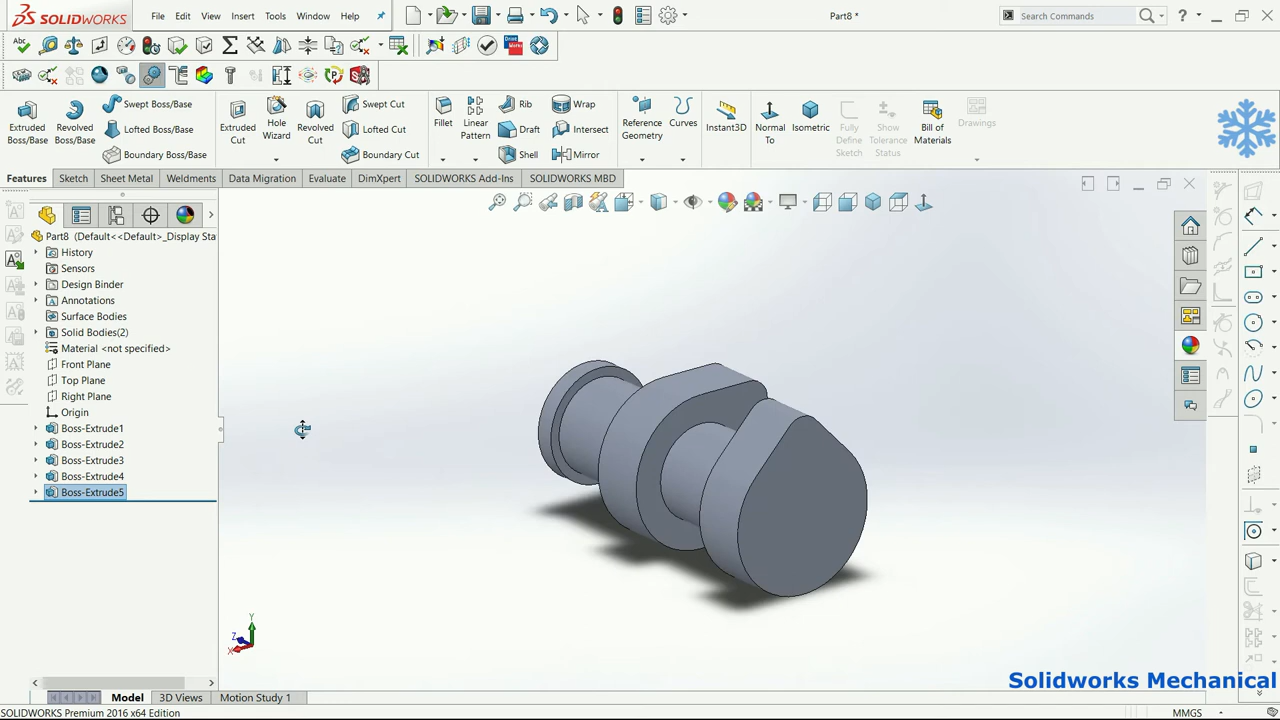 SOLIDWORKS File Edit View Insert Tools Window Help Part8 * Search Commands
Extruded Boss/Base
Revolved Boss/Base
Swept Boss/Base
Lofted Boss/Base
Boundary Boss/Base
Extruded Cut
Hole Wizard
Revolved Cut
Swept Cut
Lofted Cut
Boundary Cut
Fillet
Linear Pattern
Rib
Draft
Shell
Wrap
Intersect
Mirror
Reference Geometry
Curves
Instant3D
Normal To
Isometric
Fully Define Sketch
Show Tolerance Status
Bill of Materials
Drawings
Features Sketch Sheet Metal Weldments Data Migration Evaluate DimXpert SOLIDWORKS Add-Ins SOLIDWORKS MBD
Part8 (Default<<Default>_Display Sta
History
Sensors
Design Binder
Annotations
Surface Bodies
Solid Bodies(2)
Material <not specified>
Front Plane
Top Plane
Right Plane
Origin
Boss-Extrude1
Boss-Extrude2
Boss-Extrude3
Boss-Extrude4
Boss-Extrude5
Y
Z
X
Solidworks Mechanical
Model 3D Views Motion Study 1
SOLIDWORKS Premium 2016 x64 Edition MMGS